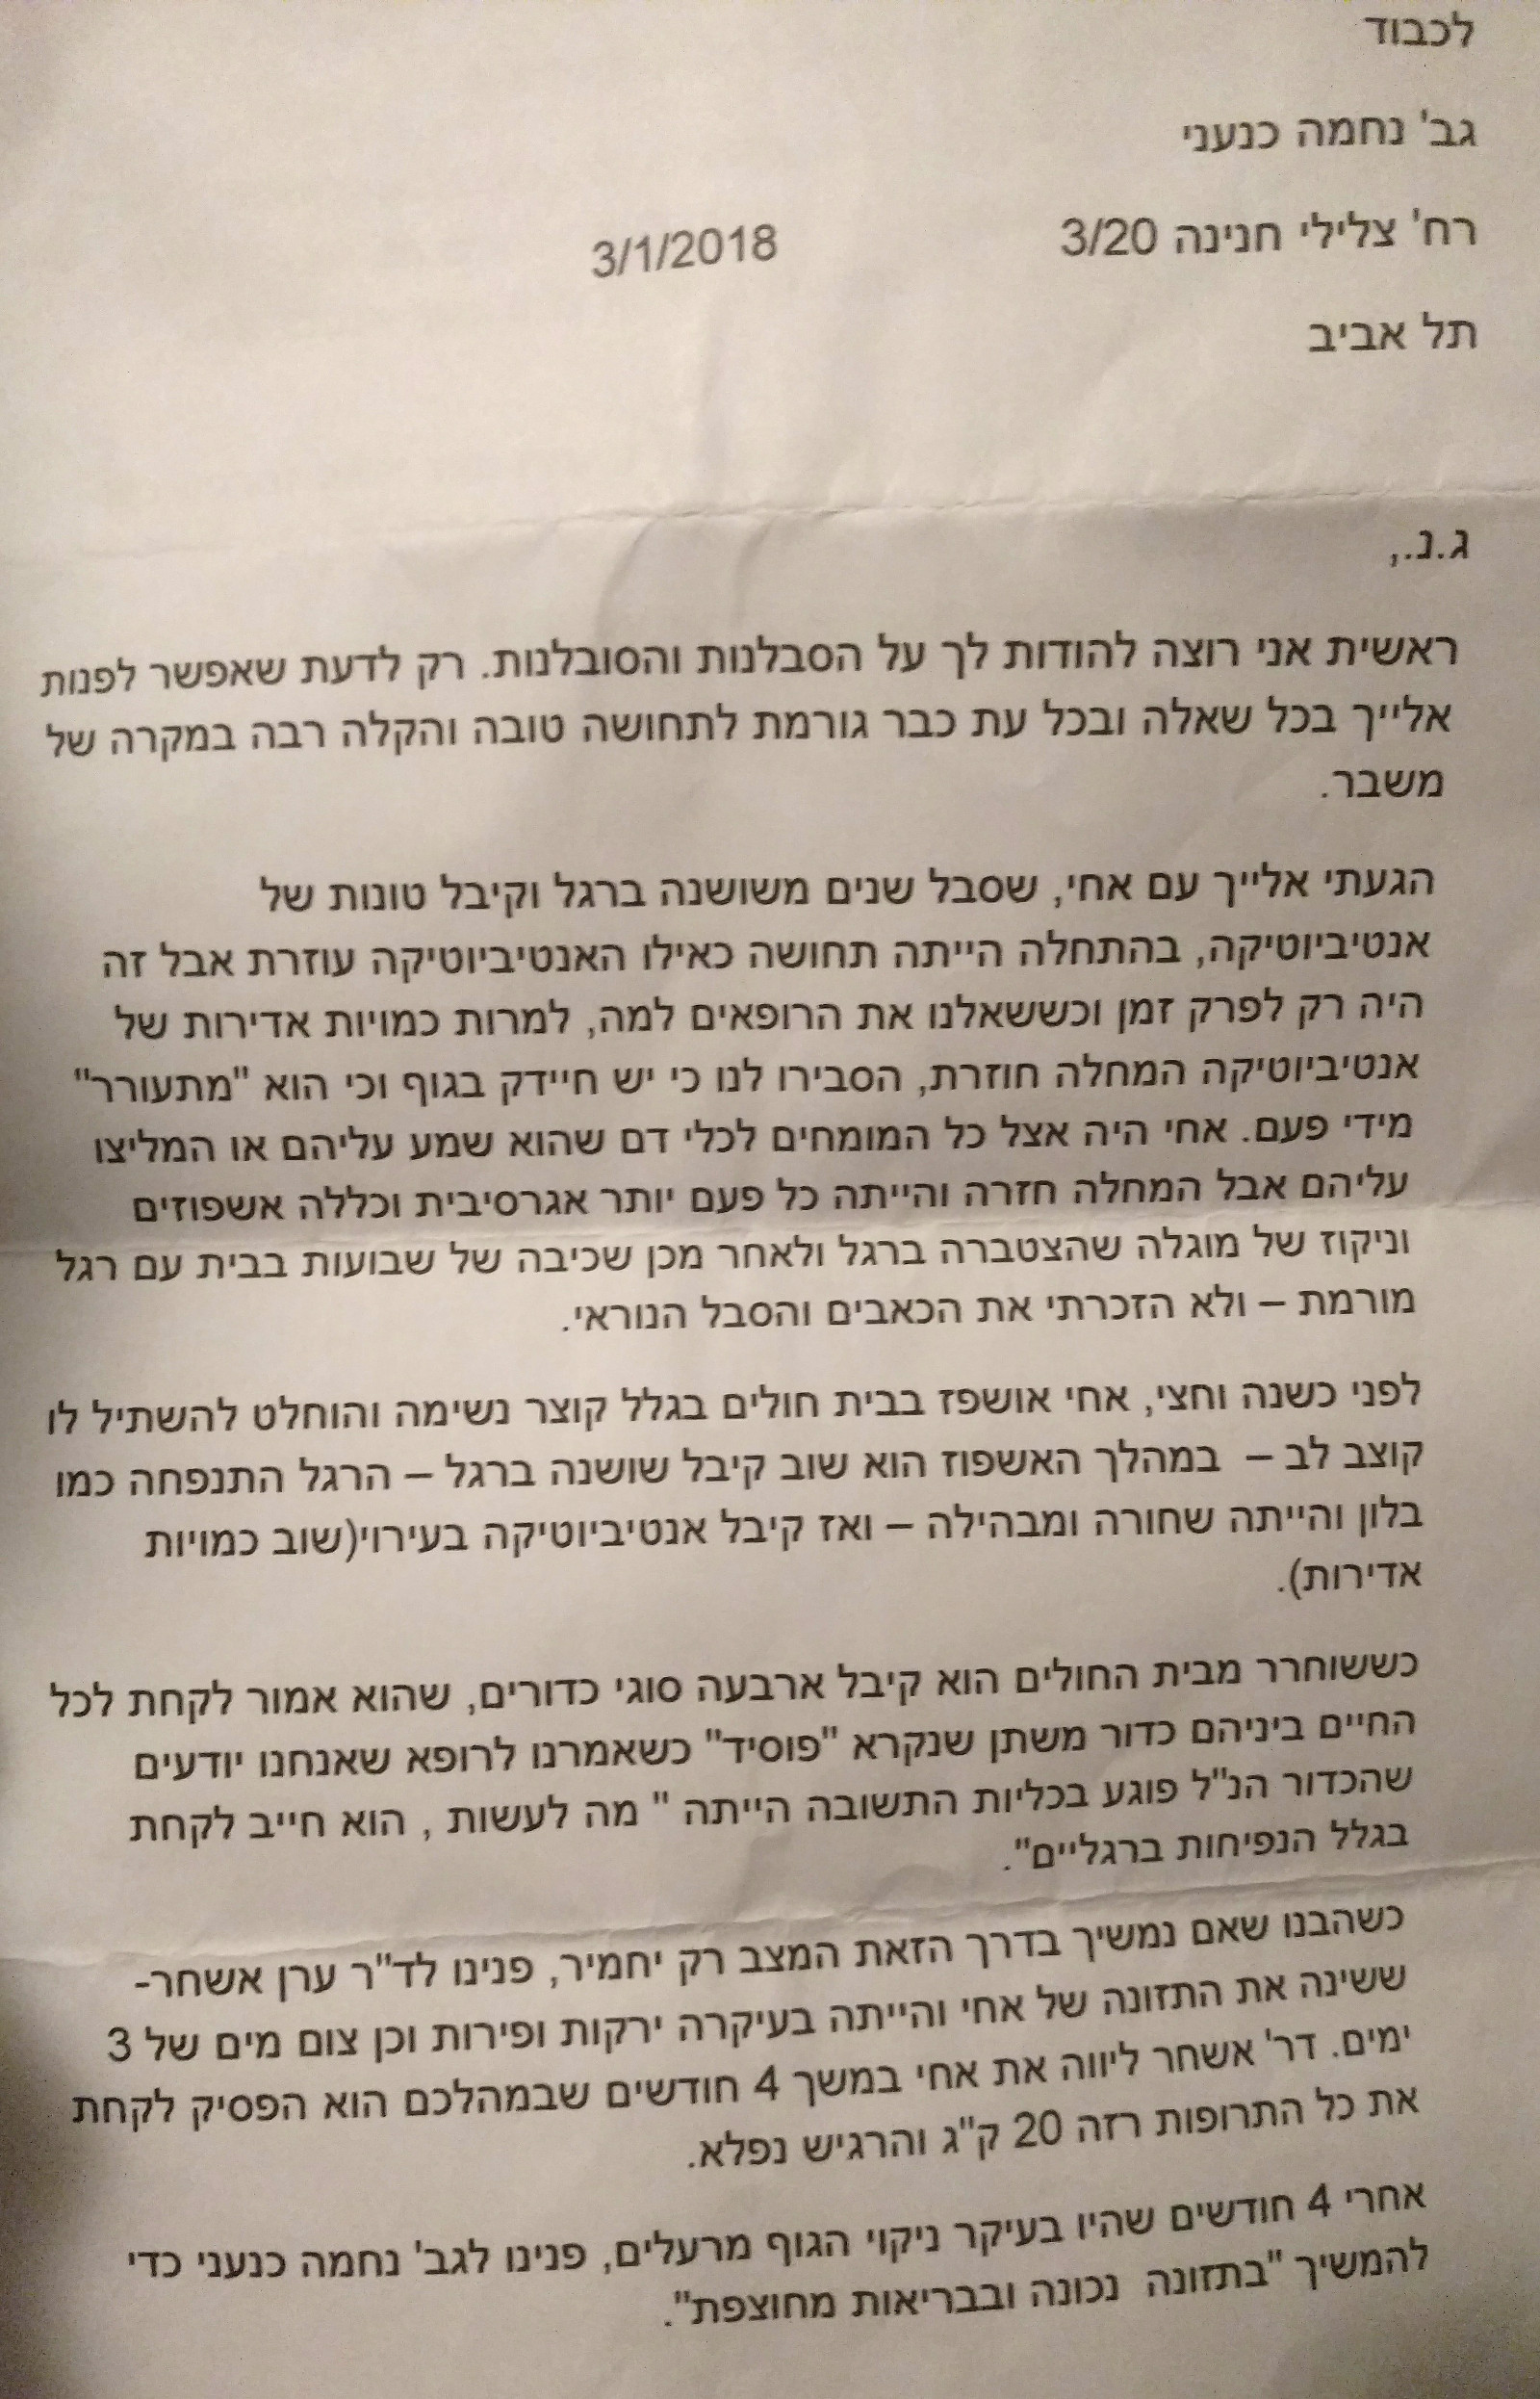 לכבוד
גב' נחמה כנעני
רח' צלילי חנינה 3/20 3/1/2018
תל אביב
ג.נ.,
ראשית אני רוצה להודות לך על הסבלנות והסובלנות. רק לדעת שאפשר לפנות
אלייך בכל שאלה ובכל עת כבר גורמת לתחושה טובה והקלה רבה במקרה של
משבר.
הגעתי אלייך עם אחי, שסבל שנים משושנה ברגל וקיבל טונות של
אנטיביוטיקה, בהתחלה הייתה תחושה כאילו האנטיביוטיקה עוזרת אבל זה
היה רק לפרק זמן וכששאלנו את הרופאים למה, למרות כמויות אדירות של
אנטיביוטיקה המחלה חוזרת, הסבירו לנו כי יש חיידק בגוף וכי הוא "מתעורר"
מידי פעם. אחי היה אצל כל המומחים לכלי דם שהוא שמע עליהם או המליצו
עליהם אבל המחלה חזרה והייתה כל פעם יותר אגרסיבית וכללה אשפוזים
וניקוז של מוגלה שהצטברה ברגל ולאחר מכן שכיבה של שבועות בבית עם רגל
מורמת – ולא הזכרתי את הכאבים והסבל הנוראי.
לפני כשנה וחצי, אחי אושפז בבית חולים בגלל קוצר נשימה והוחלט להשתיל לו
קוצב לב – במהלך האשפוז הוא שוב קיבל שושנה ברגל – הרגל התנפחה כמו
בלון והייתה שחורה ומבהילה – ואז קיבל אנטיביוטיקה בעירוי(שוב כמויות
אדירות).
כששוחרר מבית החולים הוא קיבל ארבעה סוגי כדורים, שהוא אמור לקחת לכל
החיים ביניהם כדור משתן שנקרא "פוסיד" כשאמרנו לרופא שאנחנו יודעים
שהכדור הנ"ל פוגע בכליות התשובה הייתה " מה לעשות , הוא חייב לקחת
בגלל הנפיחות ברגליים".
כשהבנו שאם נמשיך בדרך הזאת המצב רק יחמיר, פנינו לד"ר ערן אשחר-
ששינה את התזונה של אחי והייתה בעיקרה ירקות ופירות וכן צום מים של 3
ימים. דר' אשחר ליווה את אחי במשך 4 חודשים שבמהלכם הוא הפסיק לקחת
את כל התרופות רזה 20 ק"ג והרגיש נפלא.
אחרי 4 חודשים שהיו בעיקר ניקוי הגוף מרעלים, פנינו לגב' נחמה כנעני כדי
להמשיך "בתזונה נכונה ובבריאות מחוצפת".